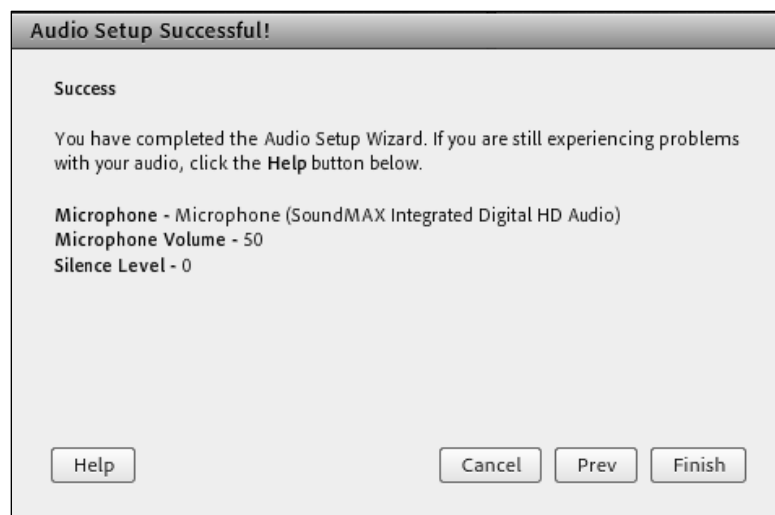 Audio Setup Successful!
Success
You have completed the Audio Setup Wizard. If you are still experiencing problems
with your audio, click the Help button below.
Microphone - Microphone (SoundMAX Integrated Digital HD Audio)
Microphone Volume - 50
Silence Level - 0
Help Cancel Prev Finish